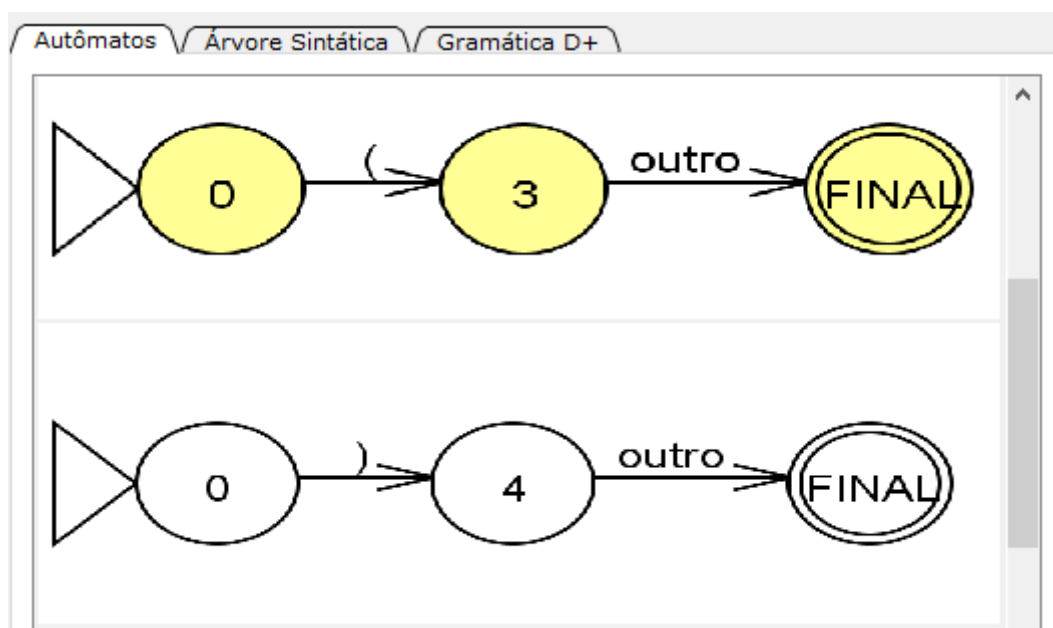 Autômatos Árvore Sintática Gramática D+
( outro
0 3 FINAL
) outro
0 4 FINAL